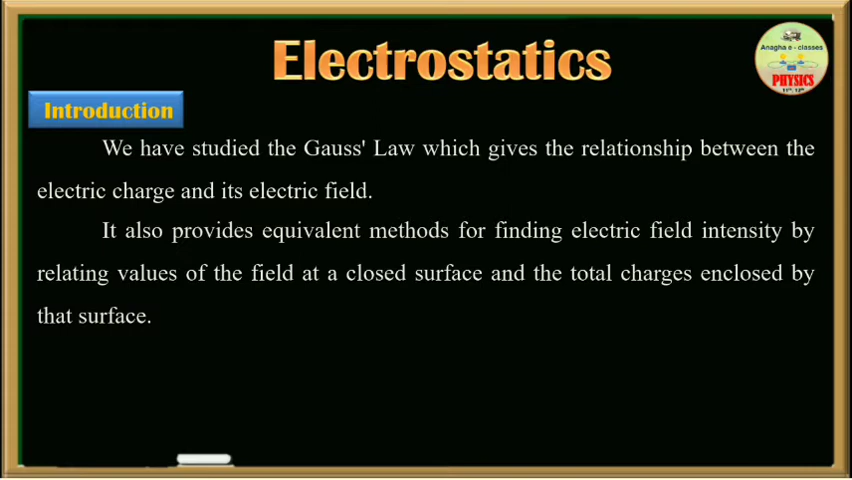 Electrostatics
Anagha e - classes
PHYSICS
11th, 12th
Introduction
We have studied the Gauss' Law which gives the relationship between the
electric charge and its electric field.
It also provides equivalent methods for finding electric field intensity by
relating values of the field at a closed surface and the total charges enclosed by
that surface.